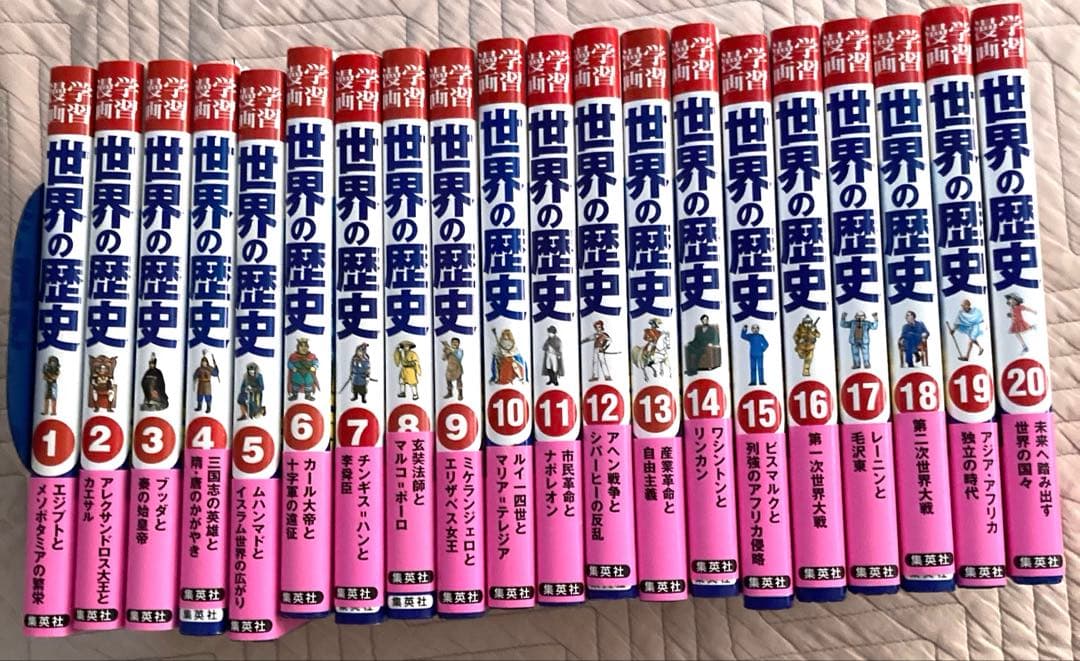 学習
漫画
世界の歴史
1
エジプトと
メソポタミアの繁栄
集英社
学習
漫画
世界の歴史
2
アレクサンドロス大王と
カエサル
集英社
学習
漫画
世界の歴史
3
ブッダと
秦の始皇帝
集英社
学習
漫画
世界の歴史
4
三国志の英雄と
隋・唐のかがやき
集英社
集英社
学習
漫画
世界の歴史
5
ムハンマドと
イスラム世界の広がり
集英社
学習
漫画
世界の歴史
6
カール大帝と
十字軍の遠征
集英社
学習
漫画
世界の歴史
7
チンギス=ハンと
李舜臣
集英社
学習
漫画
世界の歴史
8
玄奘法師と
マルコ=ポーロ
集英社
集英社
学習
漫画
世界の歴史
9
ミケランジェロと
エリザベス女王
集英社
学習
漫画
世界の歴史
10
ルイ一四世と
マリア=テレジア
集英社
学習
漫画
世界の歴史
11
市民革命と
ナポレオン
集英社
学習
漫画
世界の歴史
12
アヘン戦争と
シパーヒーの反乱
集英社
学習
漫画
世界の歴史
13
産業革命と
自由主義
集英社
学習
漫画
世界の歴史
14
ワシントンと
リンカン
集英社
学習
漫画
世界の歴史
15
ビスマルクと
列強のアフリカ侵略
集英社
学習
漫画
世界の歴史
16
第一次世界大戦
集英社
学習
漫画
世界の歴史
17
レーニンと
毛沢東
集英社
学習
漫画
世界の歴史
18
第二次世界大戦
集英社
学習
漫画
世界の歴史
19
アジア・アフリカ
独立の時代
集英社
学習
漫画
世界の歴史
20
未来へ踏み出す
世界の国々
集英社